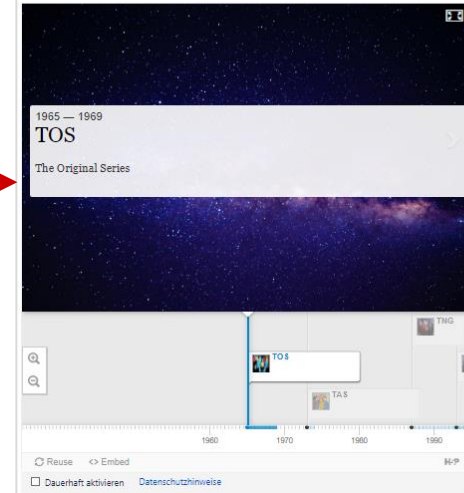 1965 — 1969
TOS
The Original Series
TNG
TOS
TAS
1960 1970 1980 1990
Reuse <> Embed H-P
Dauerhaft aktivieren Datenschutzhinweise